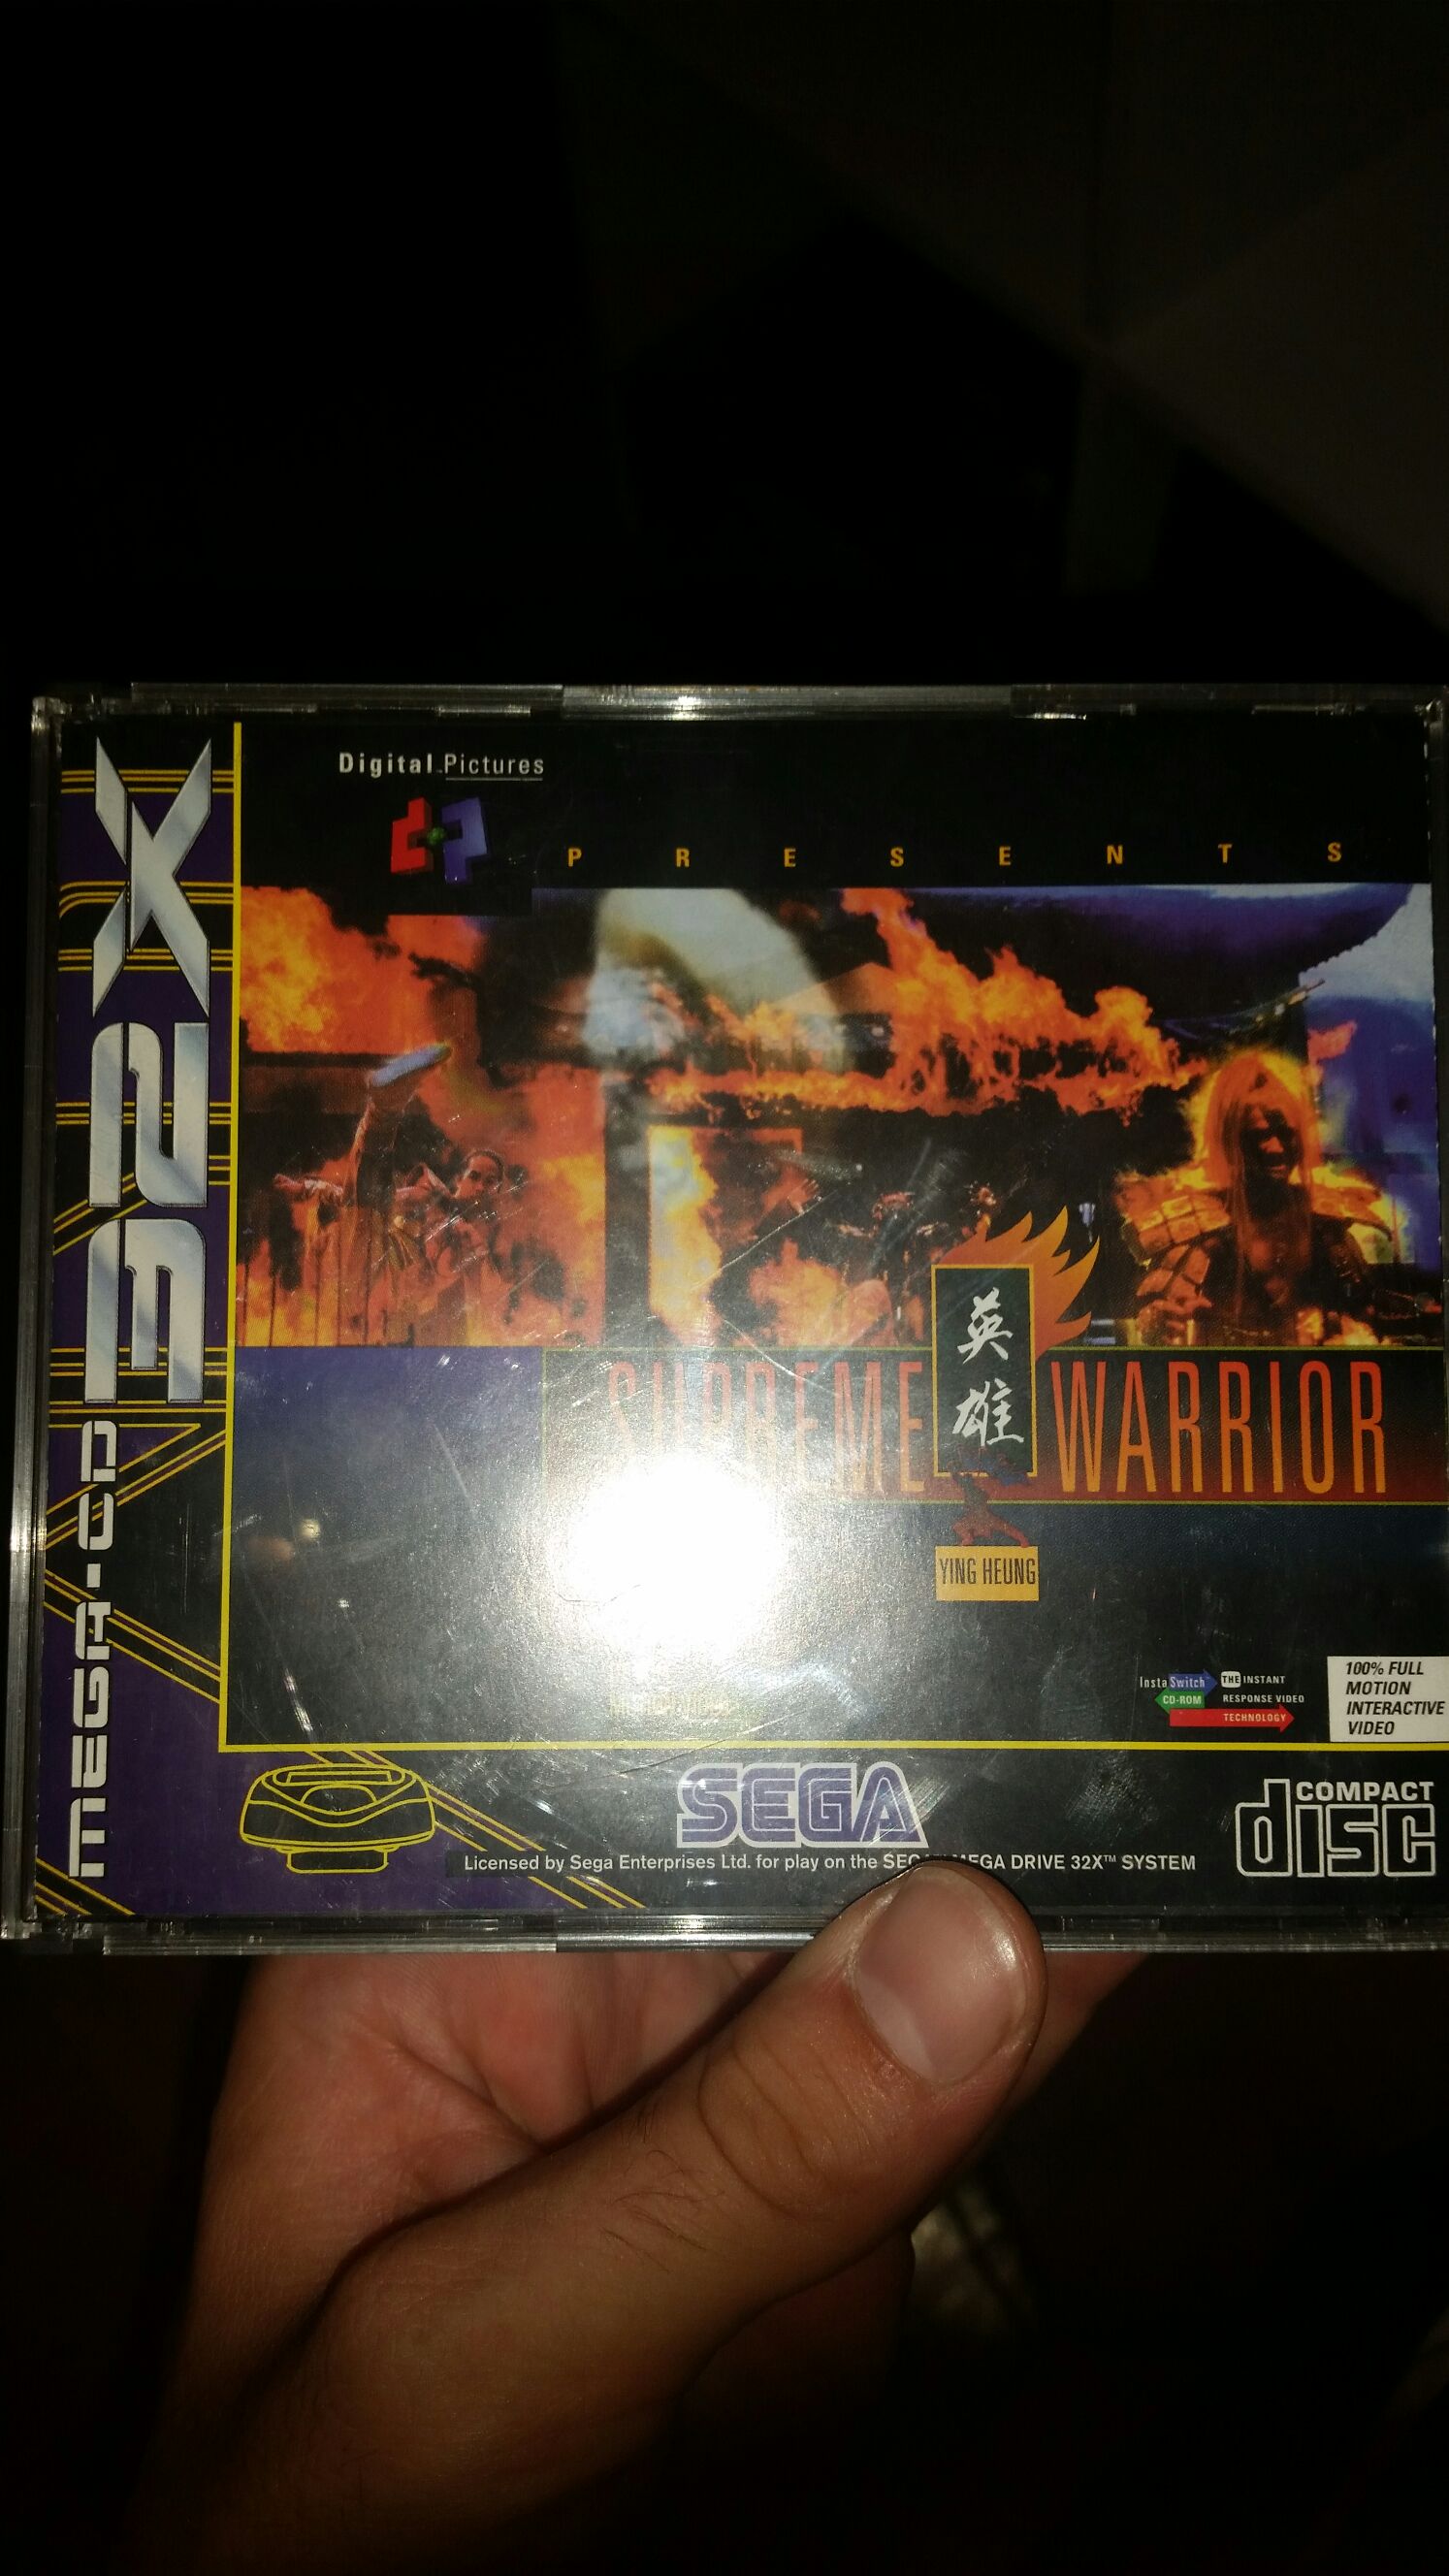 MEGA-CD 32X
Digital Pictures
PRESENTS
SUPREME WARRIOR
英
雄
YING HEUNG
InstaSwitch™ THE INSTANT
CD-ROM RESPONSE VIDEO
TECHNOLOGY
100% FULL
MOTION
INTERACTIVE
VIDEO
SEGA
COMPACT
disc
Licensed by Sega Enterprises Ltd. for play on the SEGA MEGA DRIVE 32X™ SYSTEM